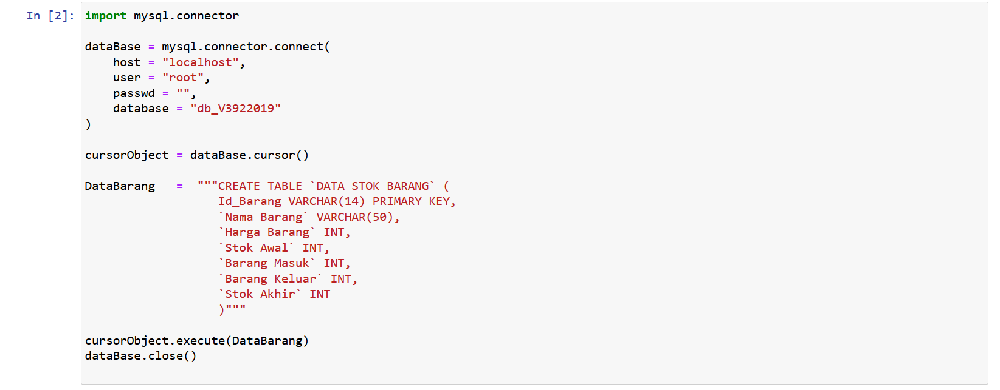 In [2]: import mysql.connector
dataBase = mysql.connector.connect(
    host = "localhost",
    user = "root",
    passwd = "",
    database = "db_V3922019"
)
cursorObject = dataBase.cursor()
DataBarang   =  """CREATE TABLE `DATA STOK BARANG` (
                   Id_Barang VARCHAR(14) PRIMARY KEY,
                   `Nama Barang` VARCHAR(50),
                   `Harga Barang` INT,
                   `Stok Awal` INT,
                   `Barang Masuk` INT,
                   `Barang Keluar` INT,
                   `Stok Akhir` INT
                   )"""
cursorObject.execute(DataBarang)
dataBase.close()